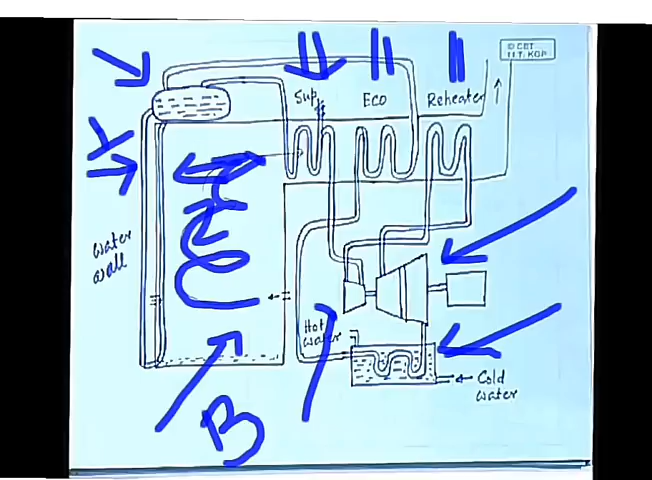 © CET
I.I.T. KGP
Sup
Eco
Reheater
water
wall
Hot
water
Cold
water
B